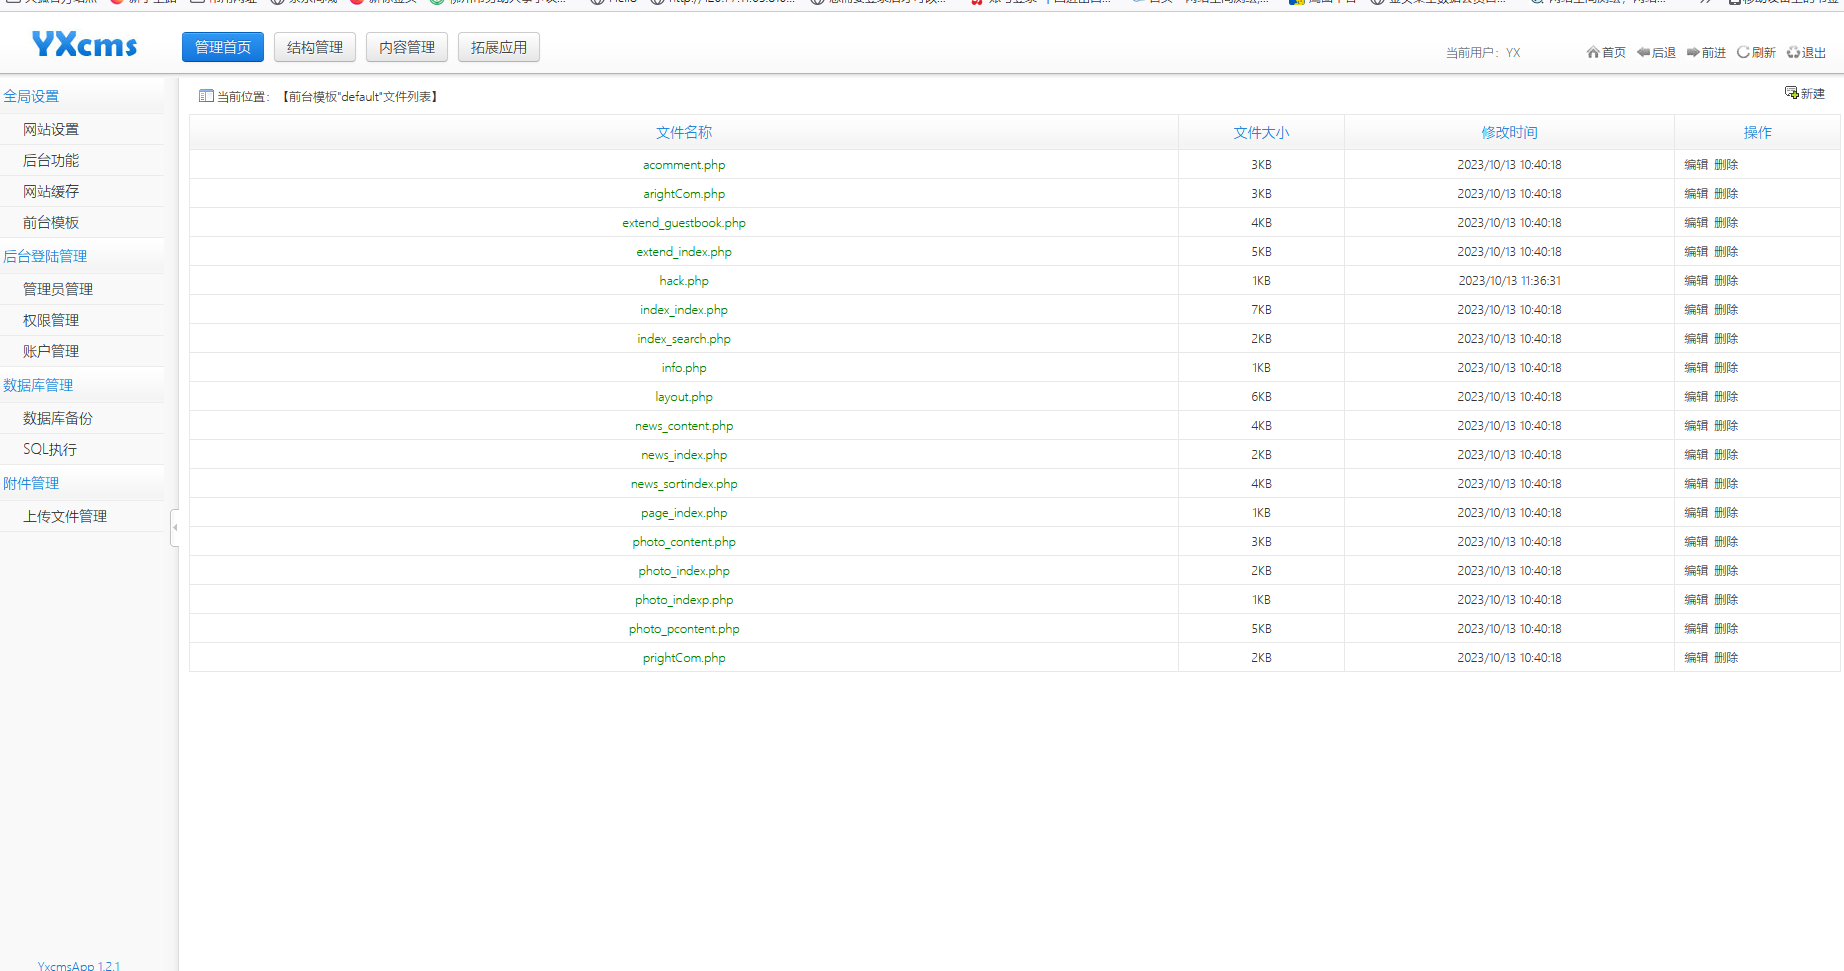 YXcms
管理首页 结构管理 内容管理 拓展应用
当前用户：YX
首页 后退 前进 刷新 退出
全局设置
网站设置
后台功能
网站缓存
前台模板
后台登陆管理
管理员管理
权限管理
账户管理
数据库管理
数据库备份
SQL执行
附件管理
上传文件管理
YxcmsApp 1.2.1
当前位置：【前台模板"default"文件列表】
新建
文件名称 文件大小 修改时间 操作
acomment.php 3KB 2023/10/13 10:40:18 编辑 删除
arightCom.php 3KB 2023/10/13 10:40:18 编辑 删除
extend_guestbook.php 4KB 2023/10/13 10:40:18 编辑 删除
extend_index.php 5KB 2023/10/13 10:40:18 编辑 删除
hack.php 1KB 2023/10/13 11:36:31 编辑 删除
index_index.php 7KB 2023/10/13 10:40:18 编辑 删除
index_search.php 2KB 2023/10/13 10:40:18 编辑 删除
info.php 1KB 2023/10/13 10:40:18 编辑 删除
layout.php 6KB 2023/10/13 10:40:18 编辑 删除
news_content.php 4KB 2023/10/13 10:40:18 编辑 删除
news_index.php 2KB 2023/10/13 10:40:18 编辑 删除
news_sortindex.php 4KB 2023/10/13 10:40:18 编辑 删除
page_index.php 1KB 2023/10/13 10:40:18 编辑 删除
photo_content.php 3KB 2023/10/13 10:40:18 编辑 删除
photo_index.php 2KB 2023/10/13 10:40:18 编辑 删除
photo_indexp.php 1KB 2023/10/13 10:40:18 编辑 删除
photo_pcontent.php 5KB 2023/10/13 10:40:18 编辑 删除
prightCom.php 2KB 2023/10/13 10:40:18 编辑 删除